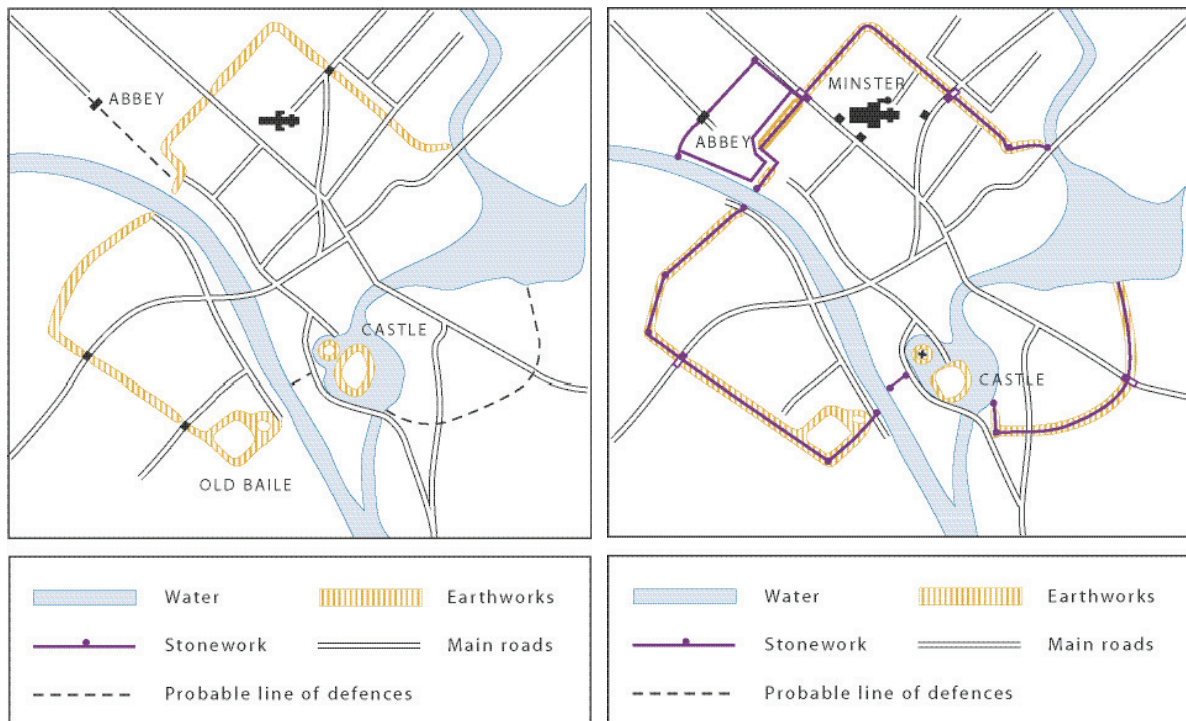 ABBEY
CASTLE
OLD BAILE
Water
Earthworks
Stonework
Main roads
Probable line of defences
MINSTER
ABBEY
CASTLE
Water
Earthworks
Stonework
Main roads
Probable line of defences